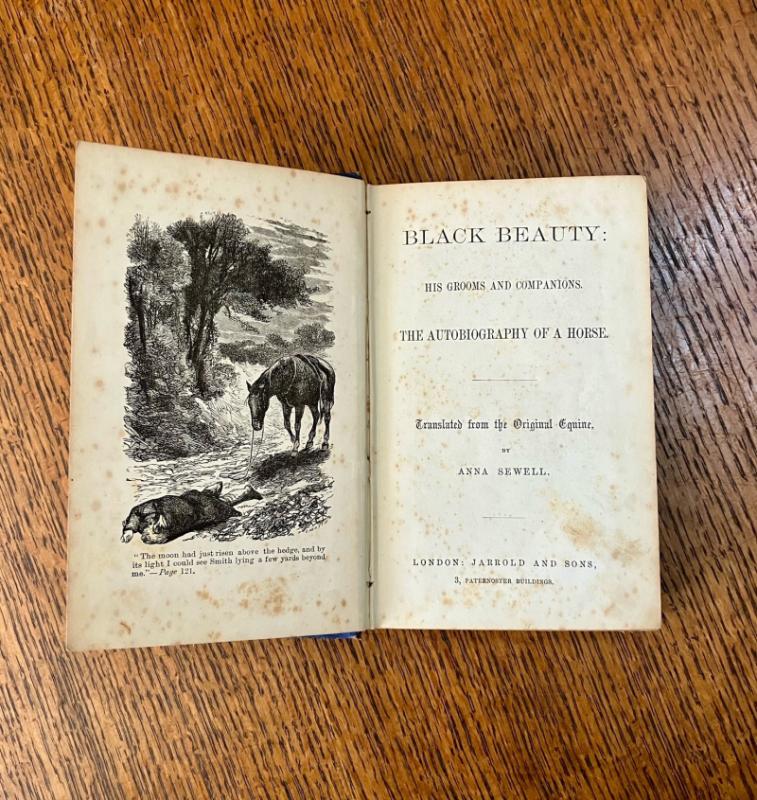 "The moon had just risen above the hedge, and by
its light I could see Smith lying a few yards beyond
me."—Page 121.
BLACK BEAUTY:
HIS GROOMS AND COMPANIONS.
THE AUTOBIOGRAPHY OF A HORSE.
Translated from the Original Equine,
BY
ANNA SEWELL.
LONDON: JARROLD AND SONS,
3, PATERNOSTER BUILDINGS.